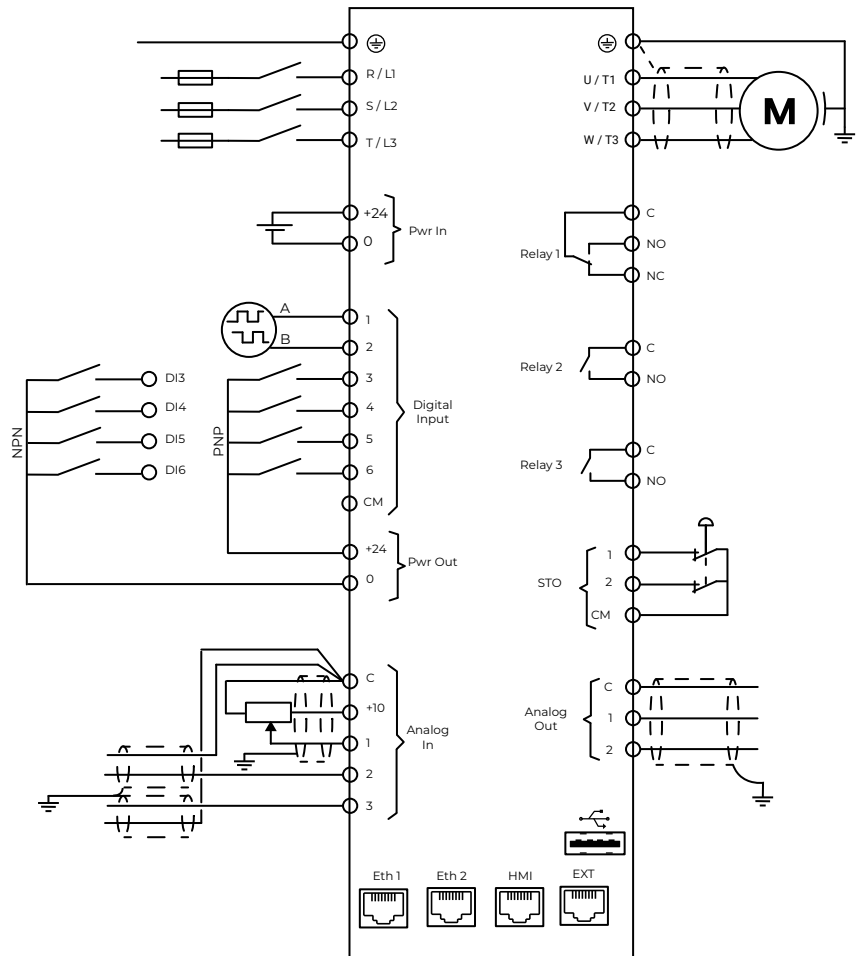 R / L1
S / L2
T / L3
U / T1
V / T2
W / T3
M
+24
0
Pwr In
C
NO
NC
Relay 1
A
B
1
2
3
4
5
6
CM
Digital
Input
NPN
DI3
DI4
DI5
DI6
PNP
C
NO
Relay 2
C
NO
Relay 3
+24
0
Pwr Out
STO
1
2
CM
C
+10
1
2
3
Analog
In
Analog
Out
C
1
2
Eth 1
Eth 2
HMI
EXT